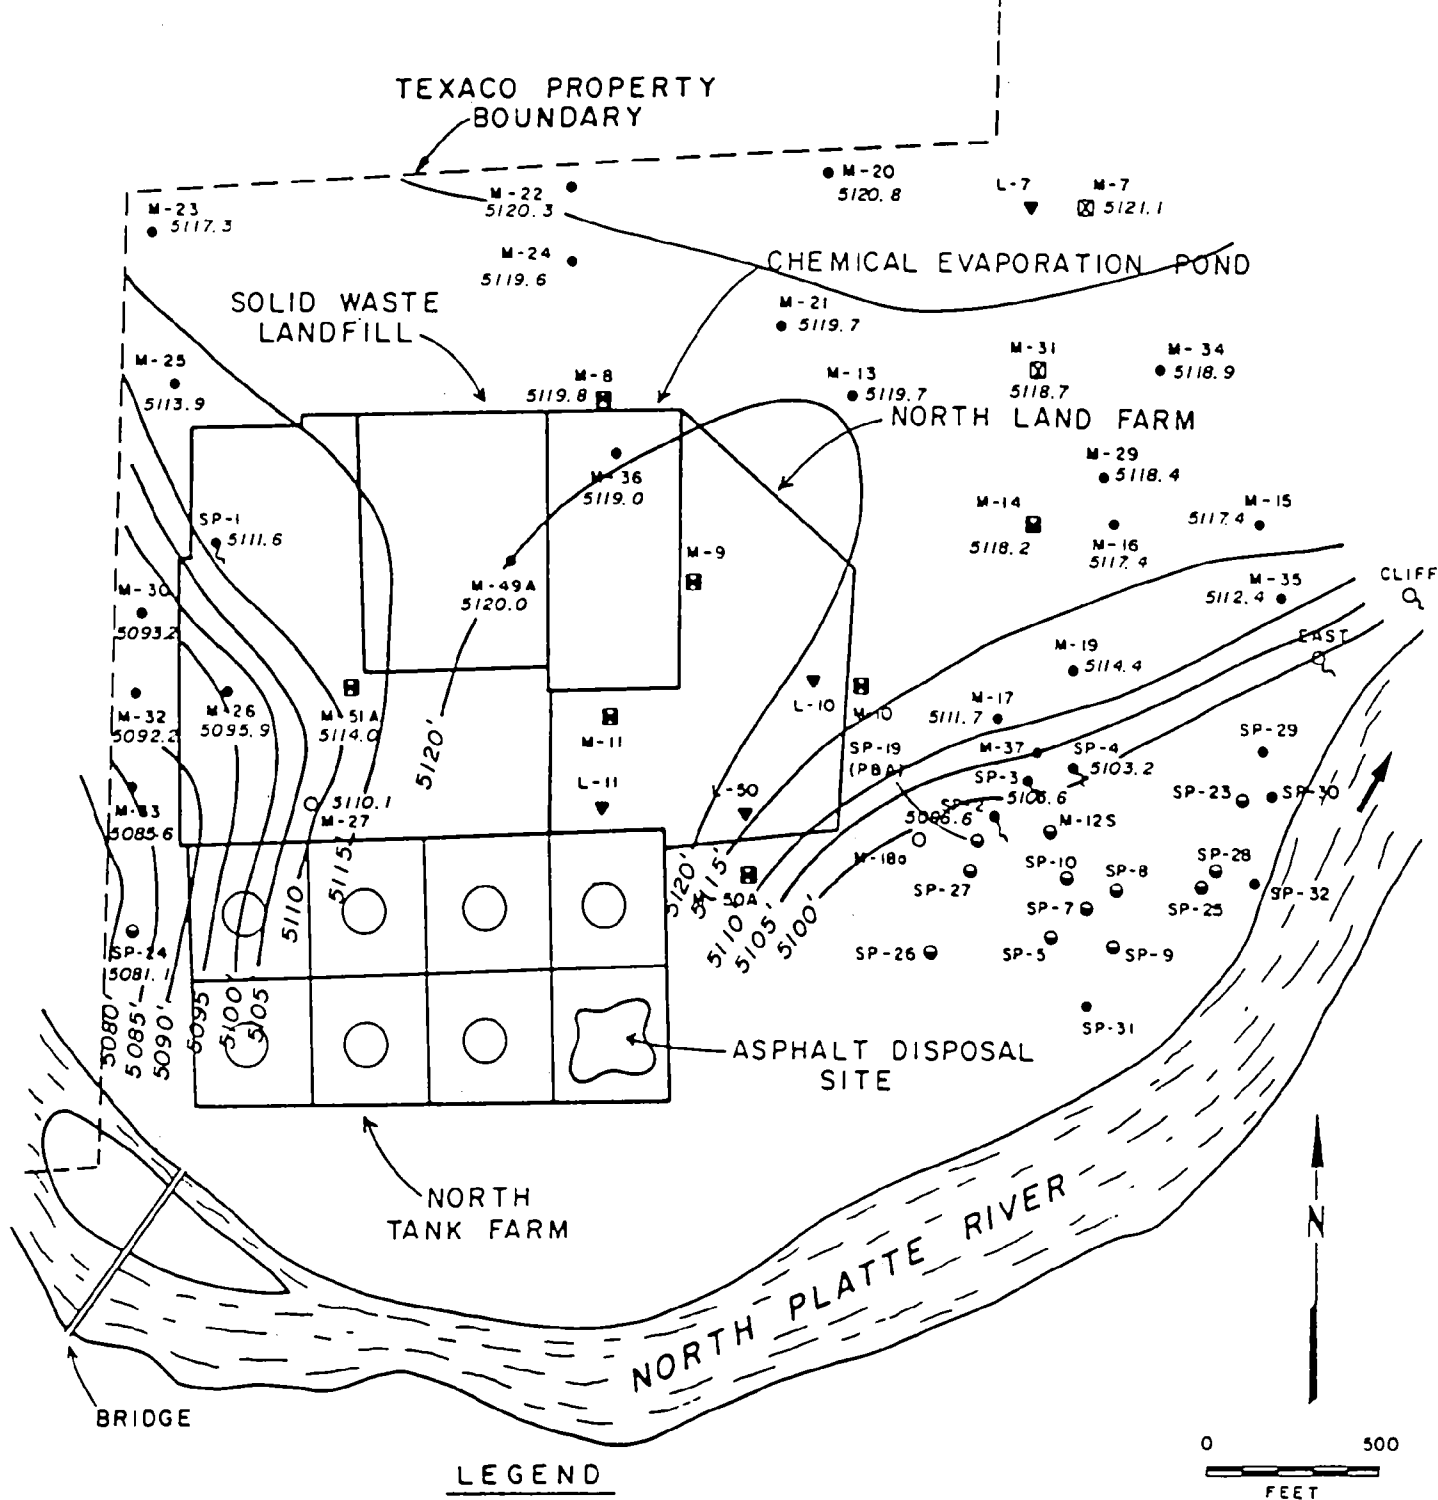 TEXACO PROPERTY
BOUNDARY
M-20
5120.8
M-22
5120.3
L-7
M-7
5121.1
M-23
5117.3
M-24
5119.6
CHEMICAL EVAPORATION POND
SOLID WASTE
LANDFILL
M-21
5119.7
M-25
5113.9
M-8
5119.8
M-13
5119.7
M-31
5118.7
M-34
5118.9
NORTH LAND FARM
M-36
5119.0
M-29
5118.4
SP-1
5111.6
M-14
5118.2
M-16
5117.4
M-15
5117.4
M-9
M-49A
5120.0
M-30
5093.2
M-35
5112.4
CLIFF
EAST
M-19
5114.4
M-32
5092.2
M-26
5095.9
M-51A
5114.0
5120'
M-11
L-10
M-10
M-17
5111.7
SP-19
(PBA)
M-37
SP-4
5103.2
SP-3
5106.6
SP-29
M-33
5085.6
5110.1
M-27
L-11
L-50
SP-2
5096.6
M-12S
SP-23
SP-30
M-18a
SP-27
SP-10
SP-8
SP-28
SP-25
SP-32
50A
SP-7
SP-26
SP-5
SP-9
SP-31
SP-24
5081.1
5080'
5085'
5090'
5095
5100'
5105
5110
5115'
5120'
5115'
5110'
5105'
5100'
ASPHALT DISPOSAL
SITE
NORTH
TANK FARM
NORTH PLATTE RIVER
N
BRIDGE
LEGEND
0 500
FEET